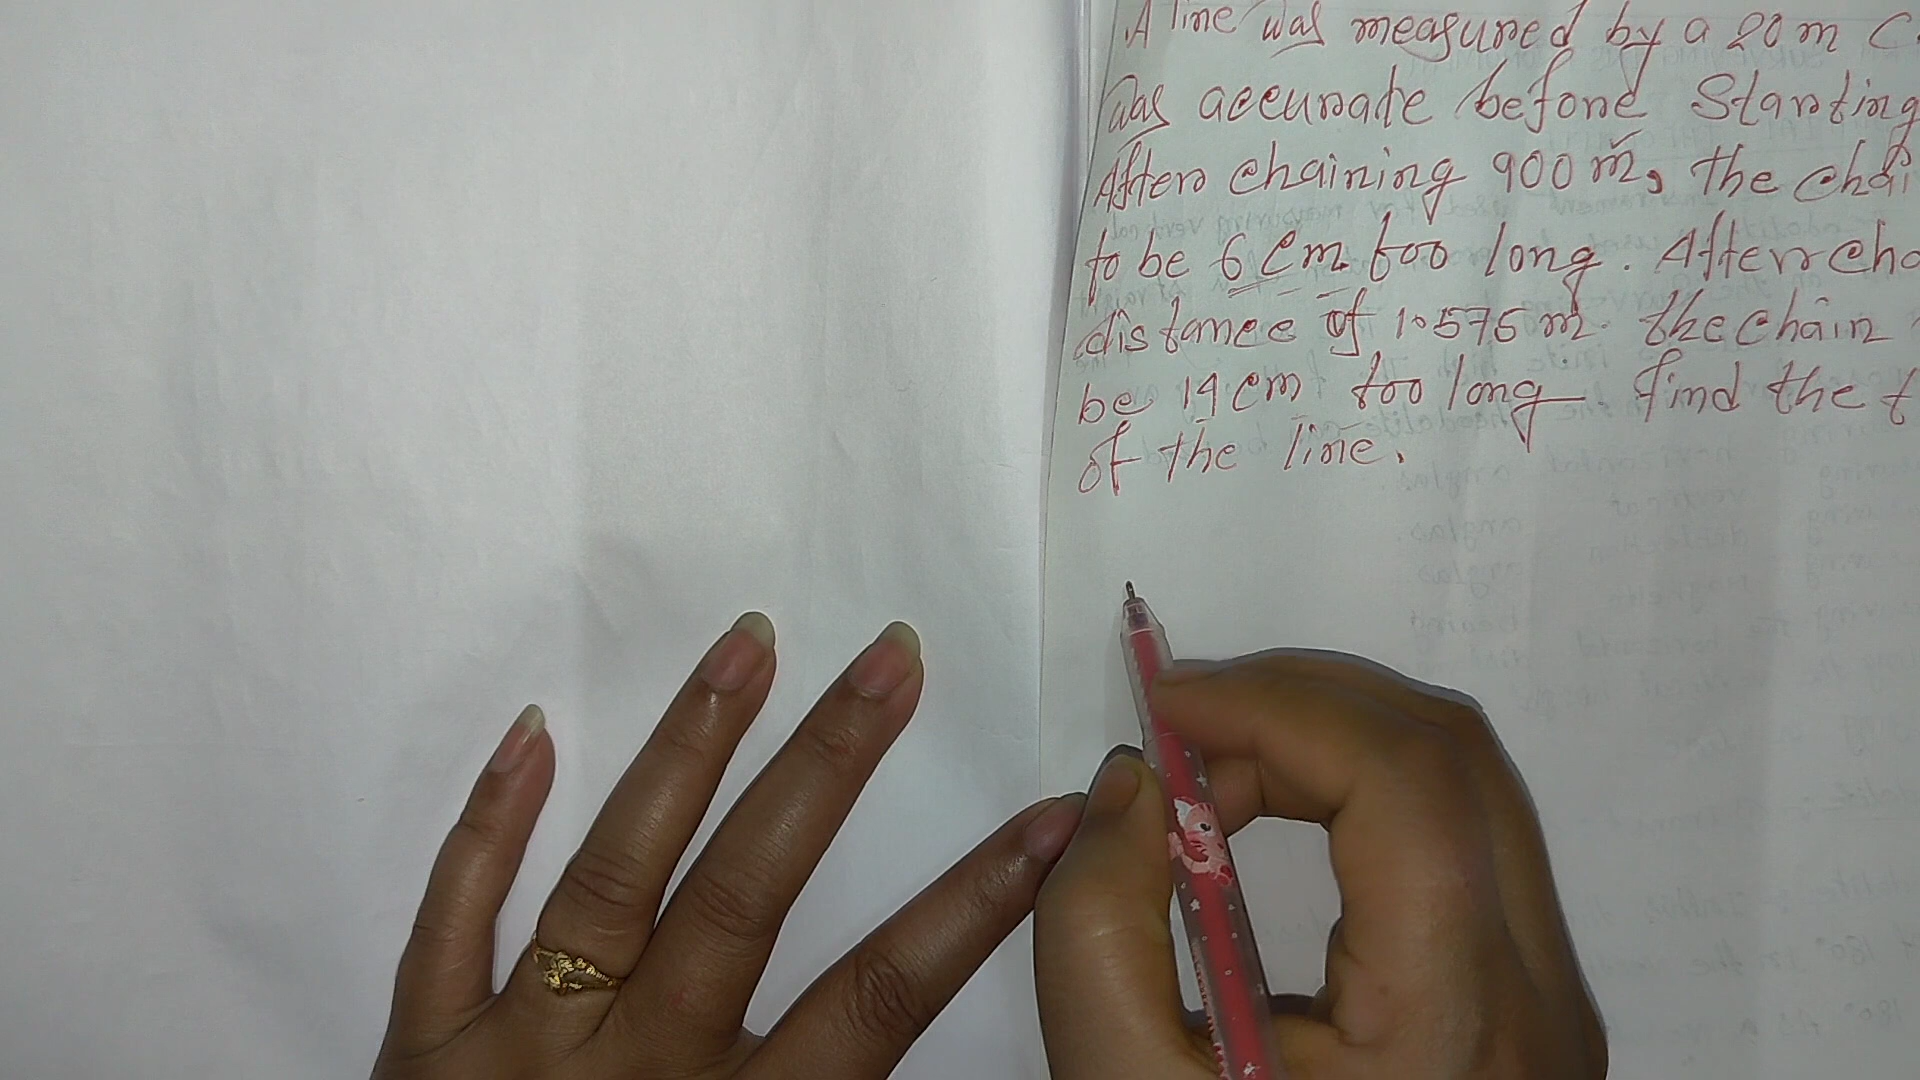 A line was measured by a 20 m C
was accurate before Starting
After chaining 900 m, the chai
to be 6 cm too long. After cha
distance of 1.575 m. the chain
be 14 cm too long. find the t
of the line.